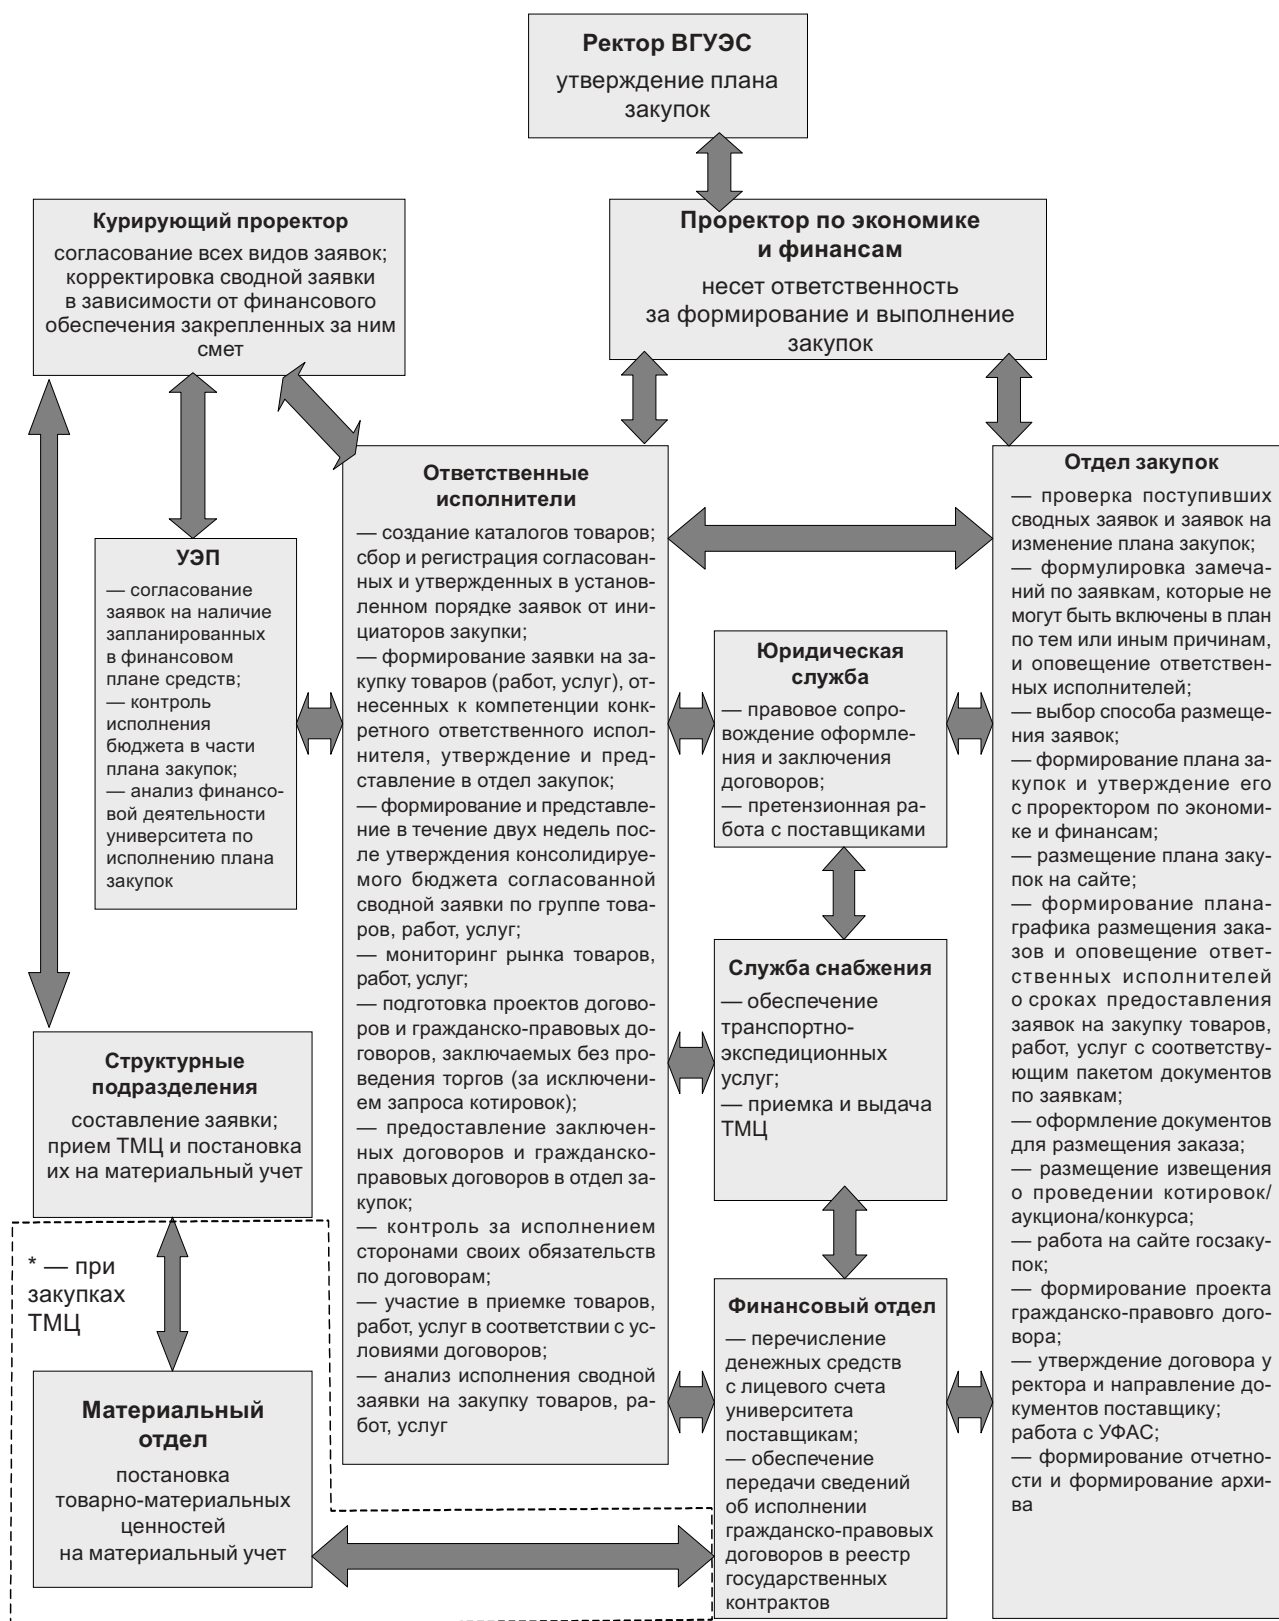 Ректор ВГУЭС
утверждение плана
закупок
Курирующий проректор
согласование всех видов заявок;
корректировка сводной заявки
в зависимости от финансового
обеспечения закрепленных за ним
смет
Проректор по экономике
и финансам
несет ответственность
за формирование и выполнение
закупок
УЭП
— согласование
заявок на наличие
запланированных
в финансовом
плане средств;
— контроль
исполнения
бюджета в части
плана закупок;
— анализ финансо-
вой деятельности
университета по
исполнению плана
закупок
Ответственные
исполнители
— создание каталогов товаров;
сбор и регистрация согласован-
ных и утвержденных в установ-
ленном порядке заявок от ини-
циаторов закупки;
— формирование заявки на за-
купку товаров (работ, услуг), от-
несенных к компетенции конк-
ретного ответственного испол-
нителя, утверждение и пред-
ставление в отдел закупок;
— формирование и представле-
ние в течение двух недель пос-
ле утверждения консолидируе-
мого бюджета согласованной
сводной заявки по группе това-
ров, работ, услуг;
— мониторинг рынка товаров,
работ, услуг;
— подготовка проектов догово-
ров и гражданско-правовых до-
говоров, заключаемых без про-
ведения торгов (за исключени-
ем запроса котировок);
— предоставление заключен-
ных договоров и гражданско-
правовых договоров в отдел за-
купок;
— контроль за исполнением
сторонами своих обязательств
по договорам;
— участие в приемке товаров,
работ, услуг в соответствии с ус-
ловиями договоров;
— анализ исполнения сводной
заявки на закупку товаров, ра-
бот, услуг
Юридическая
служба
— правовое сопро-
вождение оформле-
ния и заключения
договоров;
— претензионная ра-
бота с поставщиками
Служба снабжения
— обеспечение
транспортно-
экспедиционных
услуг;
— приемка и выдача
ТМЦ
Финансовый отдел
— перечисление
денежных средств
с лицевого счета
университета
поставщикам;
— обеспечение
передачи сведений
об исполнении
гражданско-правовых
договоров в реестр
государственных
контрактов
Отдел закупок
— проверка поступивших
сводных заявок и заявок на
изменение плана закупок;
— формулировка замеча-
ний по заявкам, которые не
могут быть включены в план
по тем или иным причинам,
и оповещение ответствен-
ных исполнителей;
— выбор способа размеще-
ния заявок;
— формирование плана за-
купок и утверждение его
с проректором по экономи-
ке и финансам;
— размещение плана заку-
пок на сайте;
— формирование плана-
графика размещения зака-
зов и оповещение ответ-
ственных исполнителей
о сроках предоставления
заявок на закупку товаров,
работ, услуг с соответству-
ющим пакетом документов
по заявкам;
— оформление документов
для размещения заказа;
— размещение извещения
о проведении котировок/
аукциона/конкурса;
— работа на сайте госзаку-
пок;
— формирование проекта
гражданско-правовго дого-
вора;
— утверждение договора у
ректора и направление до-
кументов поставщику;
работа с УФАС;
— формирование отчетно-
сти и формирование архи-
ва
Структурные
подразделения
составление заявки;
прием ТМЦ и постановка
их на материальный учет
* — при
закупках
ТМЦ
Материальный
отдел
постановка
товарно-материальных
ценностей
на материальный учет